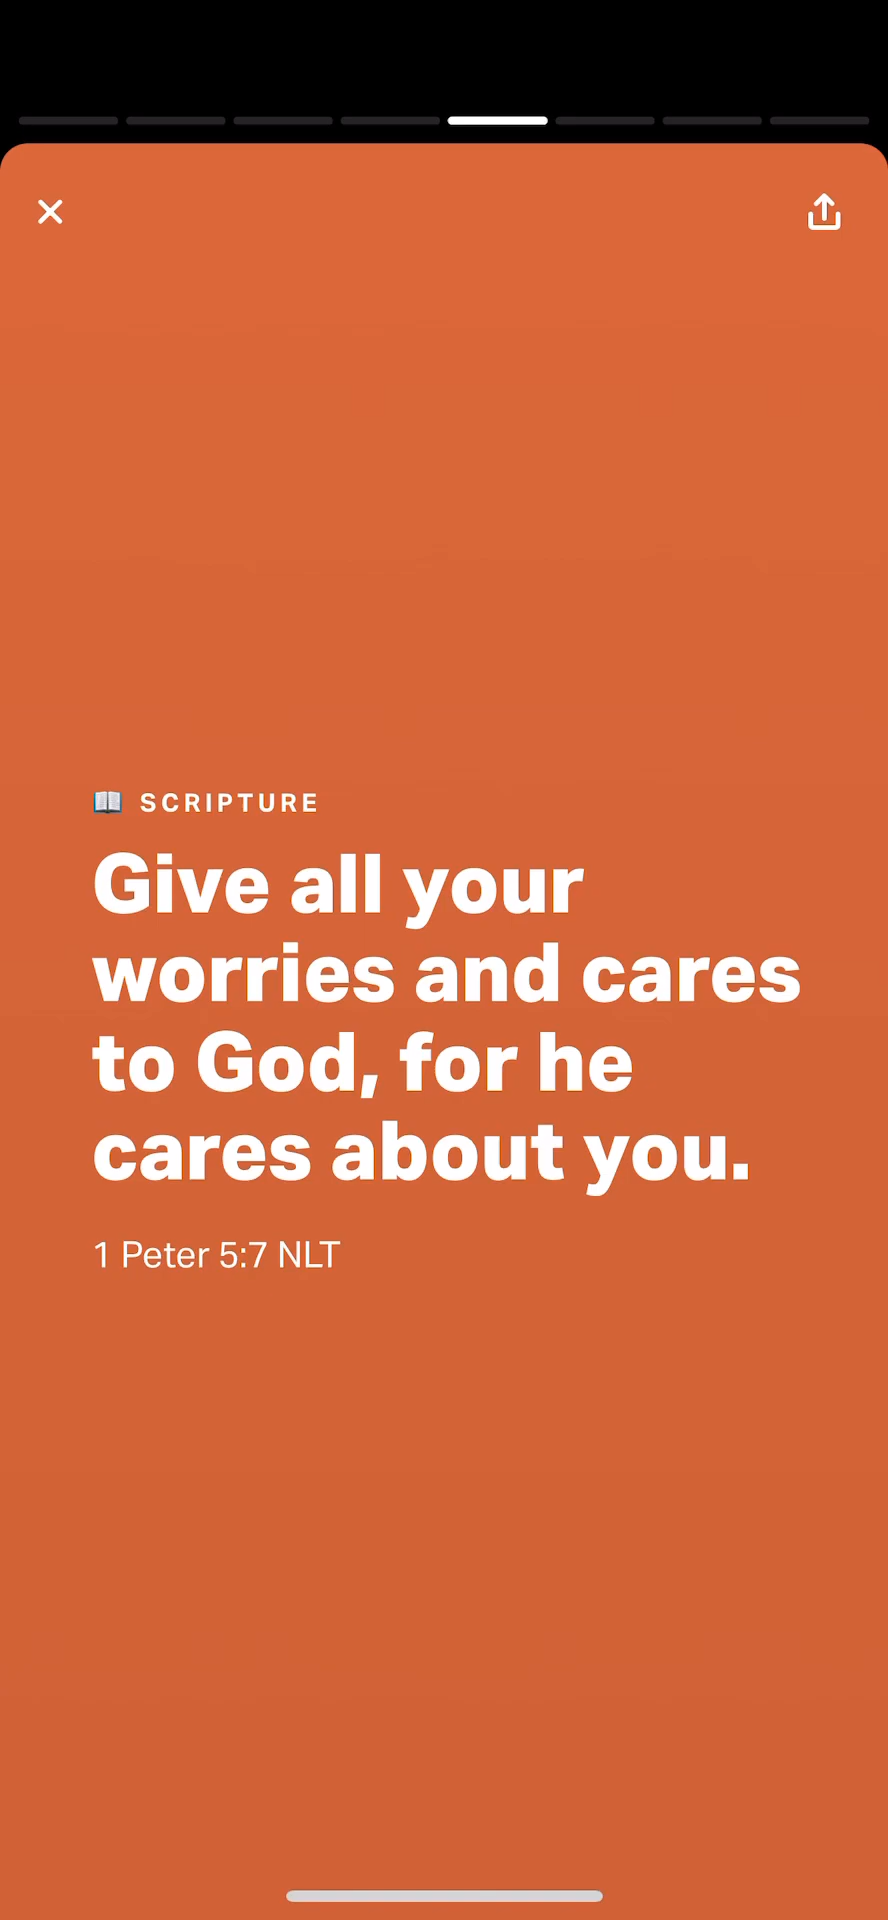 📖 SCRIPTURE
Give all your
worries and cares
to God, for he
cares about you.
1 Peter 5:7 NLT